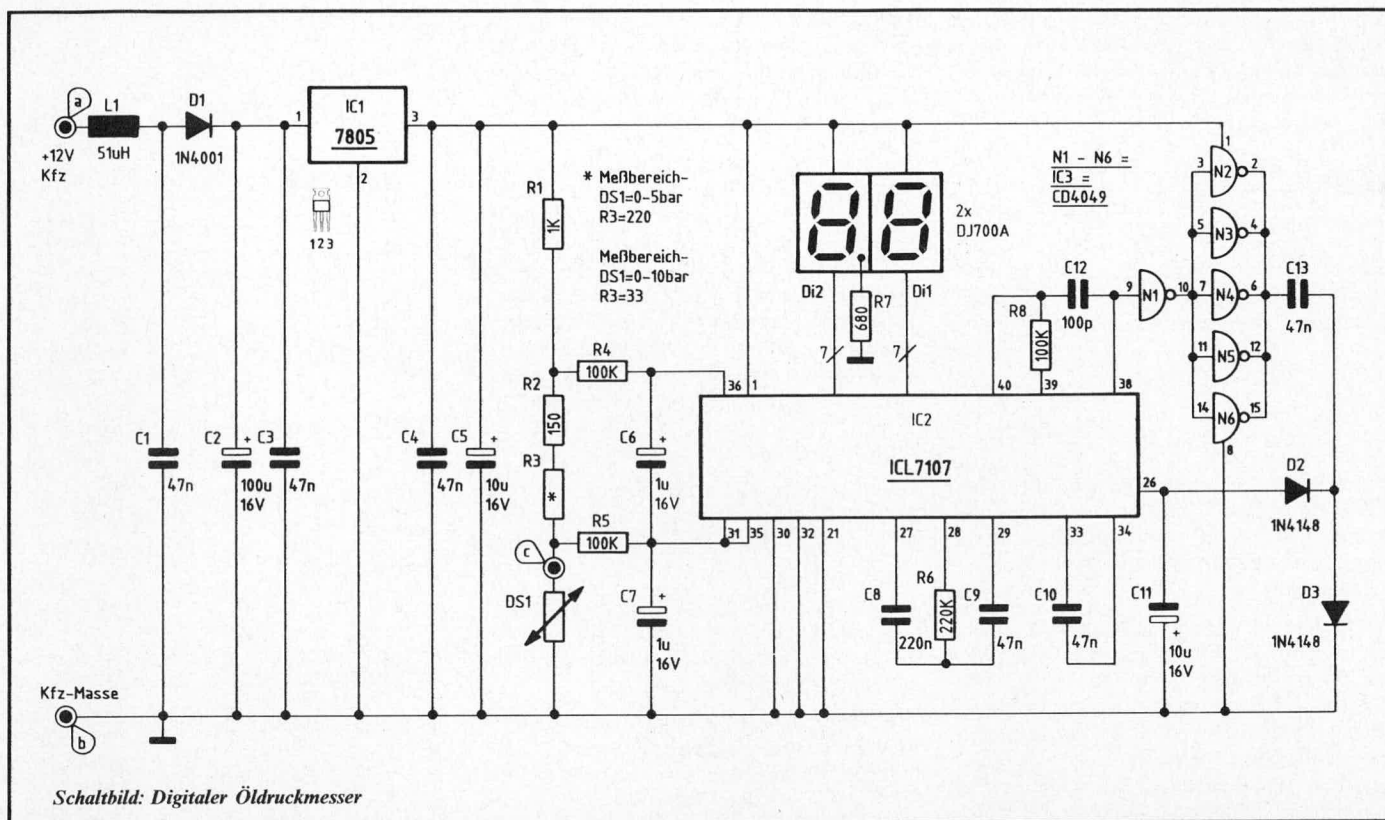 a
L1
51uH
+12V
Kfz
D1
1N4001
1
IC1
7805
3
2
123
C1
47n
C2
+
100u
16V
C3
47n
C4
47n
C5
+
10u
16V
R1
1K
* Meßbereich-
DS1=0-5bar
R3=220
Meßbereich-
DS1=0-10bar
R3=33
R2
150
R3
*
R4
100K
R5
100K
c
DS1
C6
+
1u
16V
C7
+
1u
16V
36
1
Di2
Di1
2x
DJ700A
R7
680
7
7
40
39
38
IC2
ICL7107
31
35
30
32
21
27
28
29
33
34
26
C8
220n
R6
220K
C9
47n
C10
47n
C11
+
10u
16V
R8
100K
C12
100p
N1 - N6 =
IC3 =
CD4049
9
N1
10
1
3
N2
2
5
N3
4
7
N4
6
11
N5
12
14
N6
15
8
C13
47n
D2
1N4148
D3
1N4148
Kfz-Masse
b
Schaltbild: Digitaler Öldruckmesser